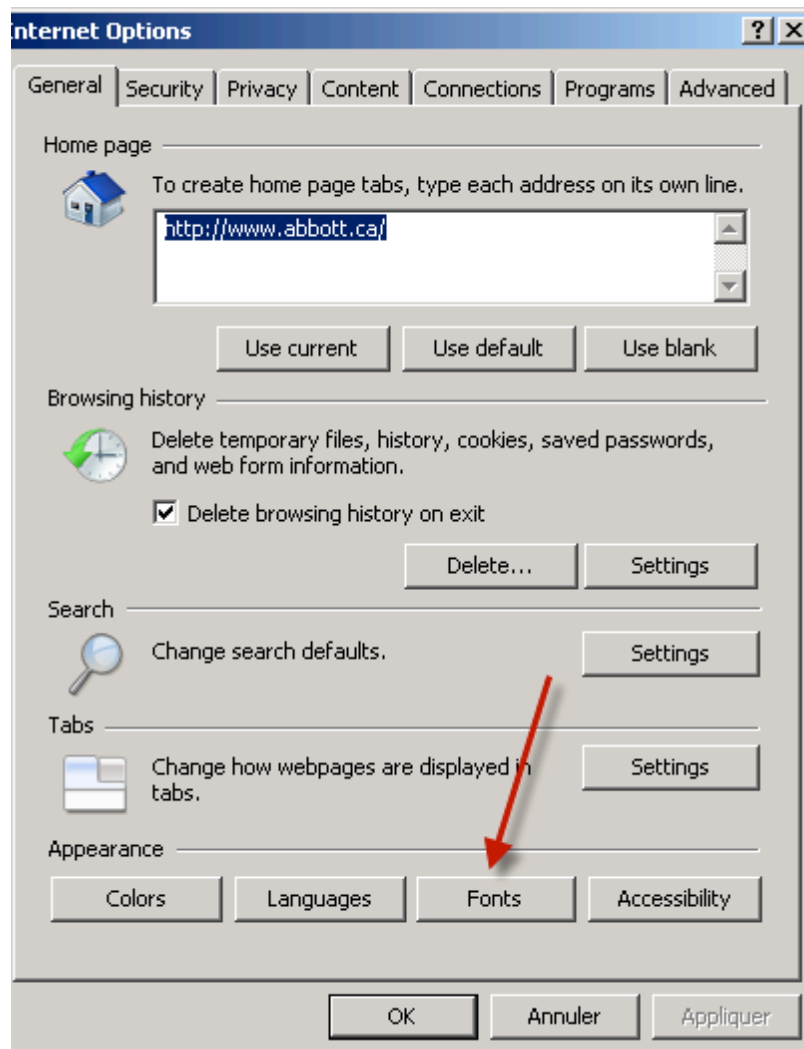 Internet Options
General Security Privacy Content Connections Programs Advanced
Home page
To create home page tabs, type each address on its own line.
http://www.abbott.ca/
Use current Use default Use blank
Browsing history
Delete temporary files, history, cookies, saved passwords,
and web form information.
Delete browsing history on exit
Delete... Settings
Search
Change search defaults. Settings
Tabs
Change how webpages are displayed in
tabs.
Settings
Appearance
Colors Languages Fonts Accessibility
OK Annuler Appliquer